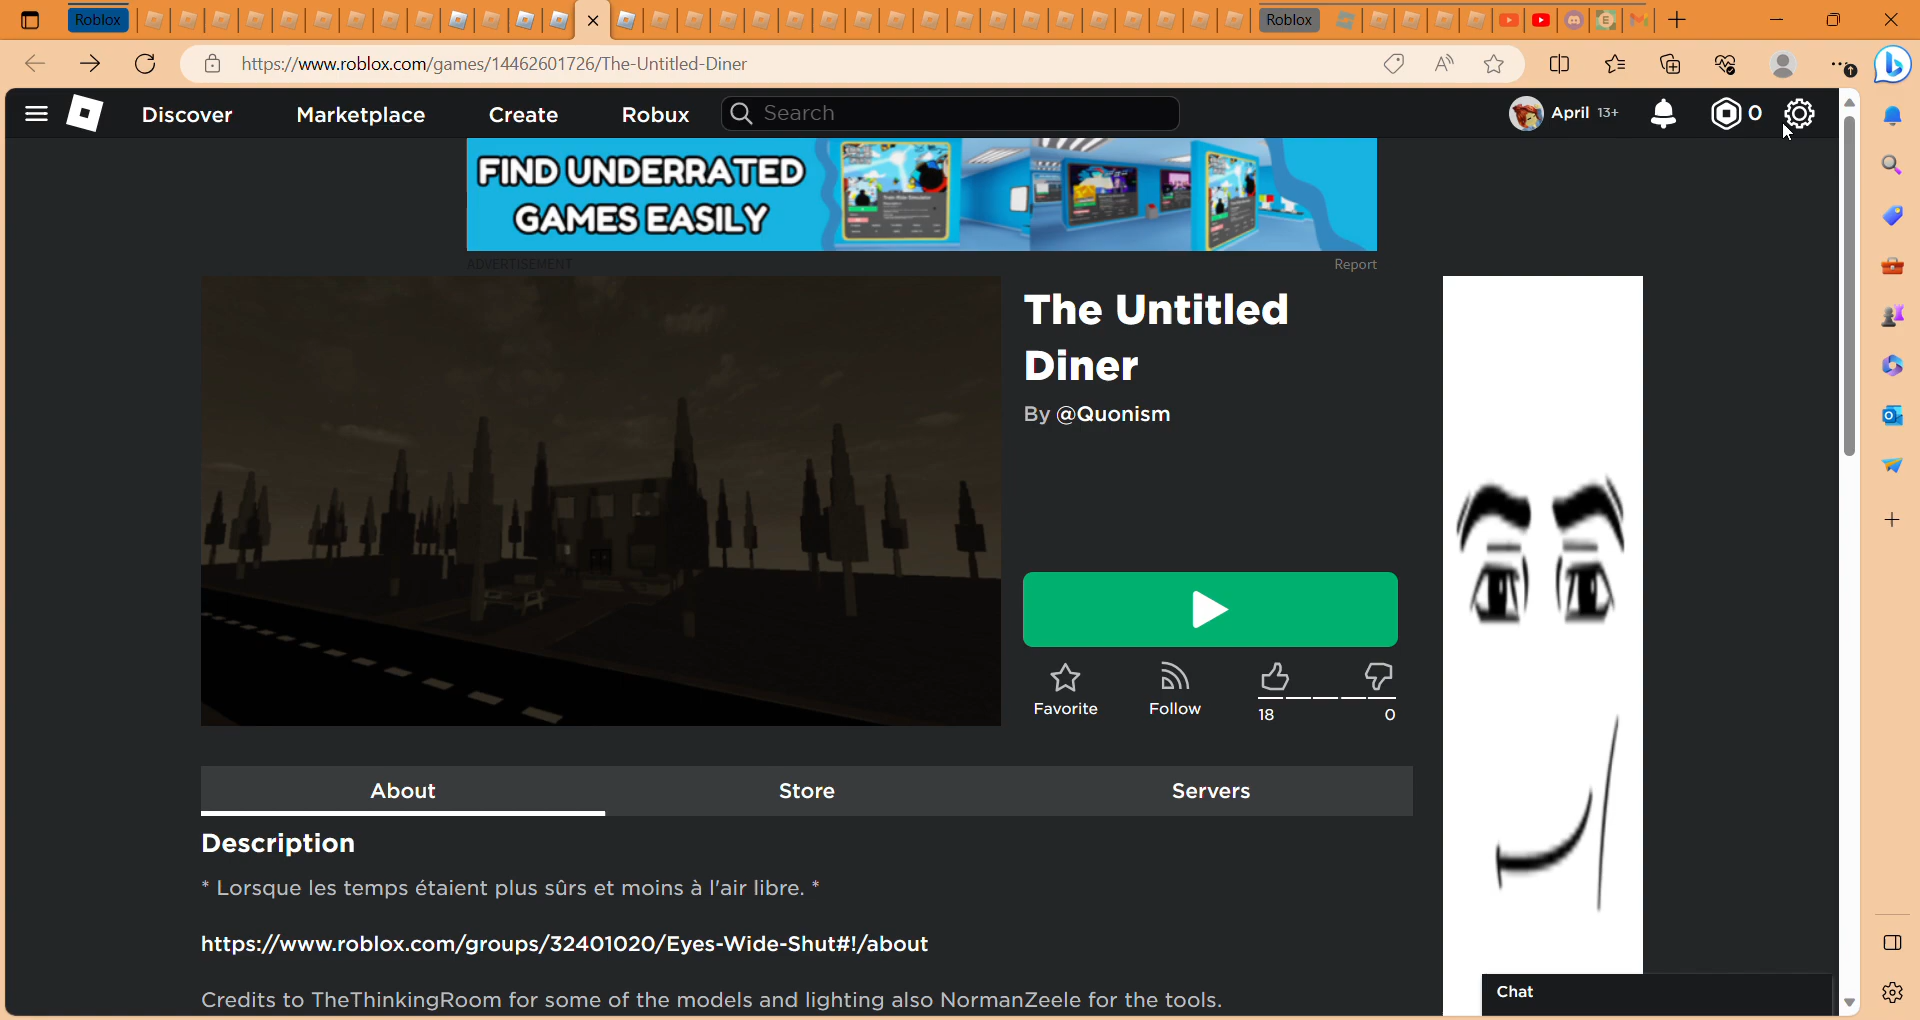 Roblox
Roblox
https://www.roblox.com/games/14462601726/The-Untitled-Diner
Discover
Marketplace
Create
Robux
Search
April 13+
0
FIND UNDERRATED
GAMES EASILY
ADVERTISEMENT
Report
The Untitled
Diner
By @Quonism
Favorite
Follow
18
0
About
Store
Servers
Description
* Lorsque les temps étaient plus sûrs et moins à l'air libre. *
https://www.roblox.com/groups/32401020/Eyes-Wide-Shut#!/about
Credits to TheThinkingRoom for some of the models and lighting also NormanZeele for the tools.
Chat